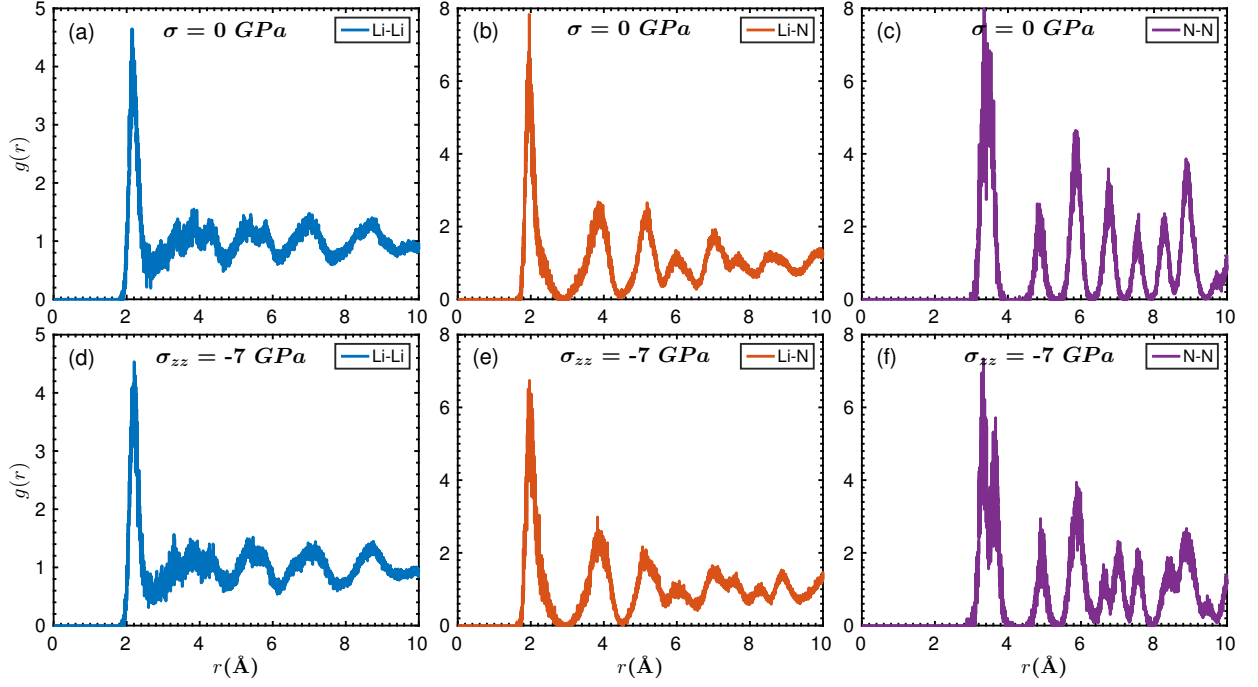 (a) σ = 0 GPa Li-Li
(b) σ = 0 GPa Li-N
(c) σ = 0 GPa N-N
g(r)
5
4
3
2
1
0
8
6
4
2
0
8
6
4
2
0
0 2 4 6 8 10
0 2 4 6 8 10
0 2 4 6 8 10
(d) σzz = -7 GPa Li-Li
(e) σzz = -7 GPa Li-N
(f) σzz = -7 GPa N-N
g(r)
5
4
3
2
1
0
8
6
4
2
0
8
6
4
2
0
0 2 4 6 8 10
0 2 4 6 8 10
0 2 4 6 8 10
r(Å)
r(Å)
r(Å)